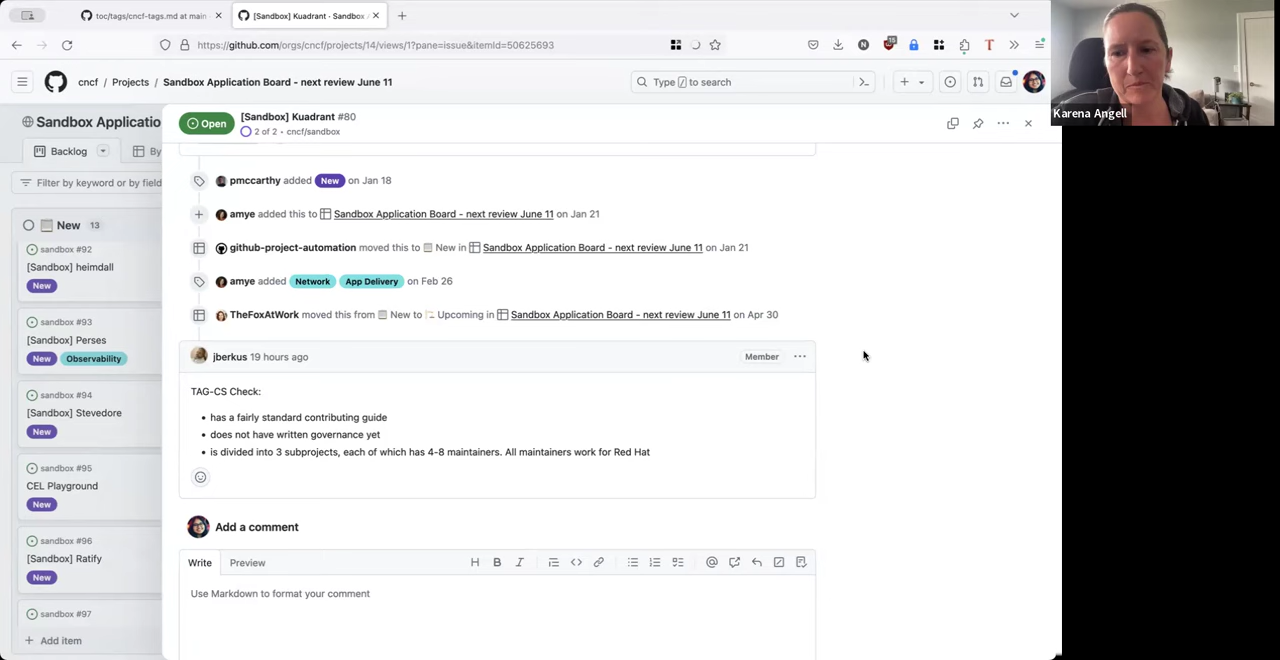 toc/tags/cncf-tags.md at main
[Sandbox] Kuadrant · Sandbox
https://github.com/orgs/cncf/projects/14/views/1?pane=issue&itemId=50625693
15
cncf / Projects / Sandbox Application Board - next review June 11
Type / to search
Karena Angell
Sandbox Applicatio
Open
[Sandbox] Kuadrant #80
2 of 2 • cncf/sandbox
Backlog
By
Filter by keyword or by field
New 13
sandbox #92
[Sandbox] heimdall
New
sandbox #93
[Sandbox] Perses
New Observability
sandbox #94
[Sandbox] Stevedore
New
sandbox #95
CEL Playground
New
sandbox #96
[Sandbox] Ratify
New
sandbox #97
Add item
pmccarthy added New on Jan 18
amye added this to Sandbox Application Board - next review June 11 on Jan 21
github-project-automation moved this to New in Sandbox Application Board - next review June 11 on Jan 21
amye added Network App Delivery on Feb 26
TheFoxAtWork moved this from New to Upcoming in Sandbox Application Board - next review June 11 on Apr 30
jberkus 19 hours ago
Member
TAG-CS Check:
• has a fairly standard contributing guide
• does not have written governance yet
• is divided into 3 subprojects, each of which has 4-8 maintainers. All maintainers work for Red Hat
Add a comment
Write Preview
Use Markdown to format your comment